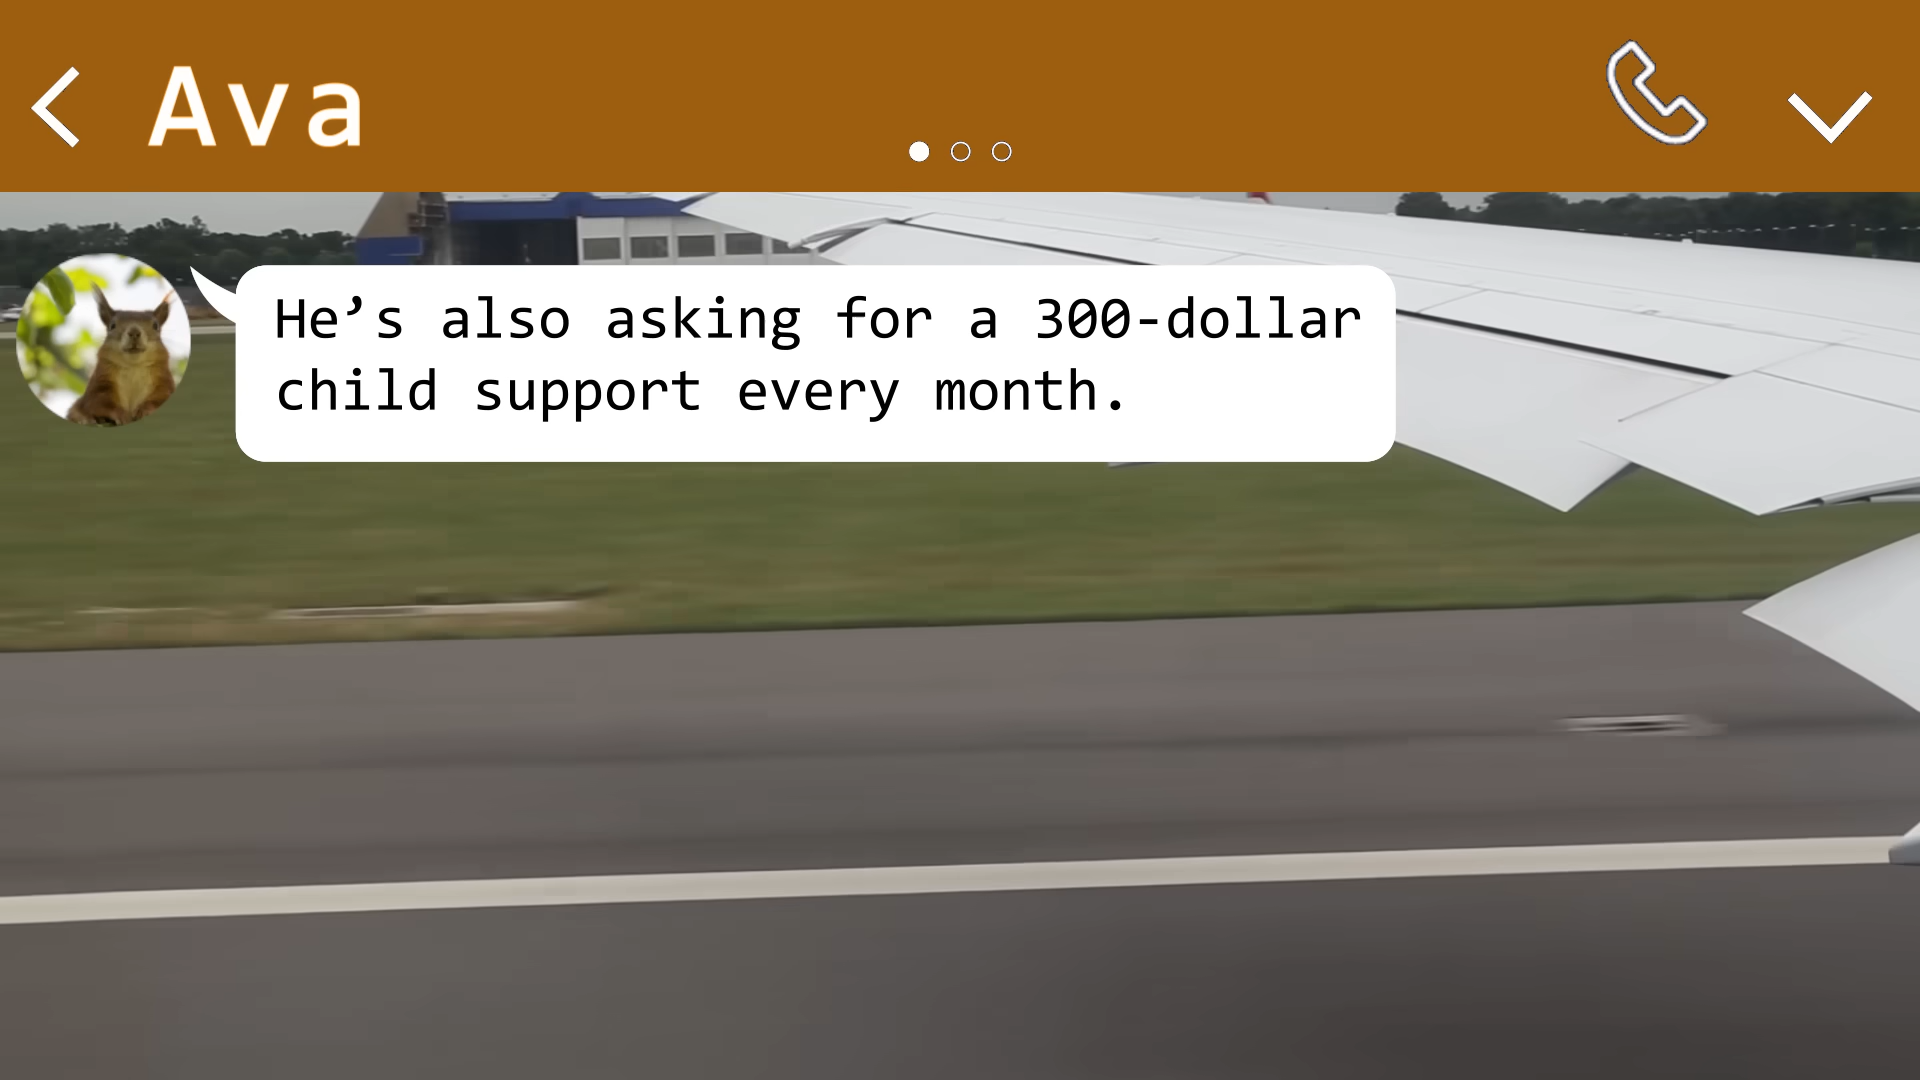 Ava
He’s also asking for a 300-dollar
child support every month.